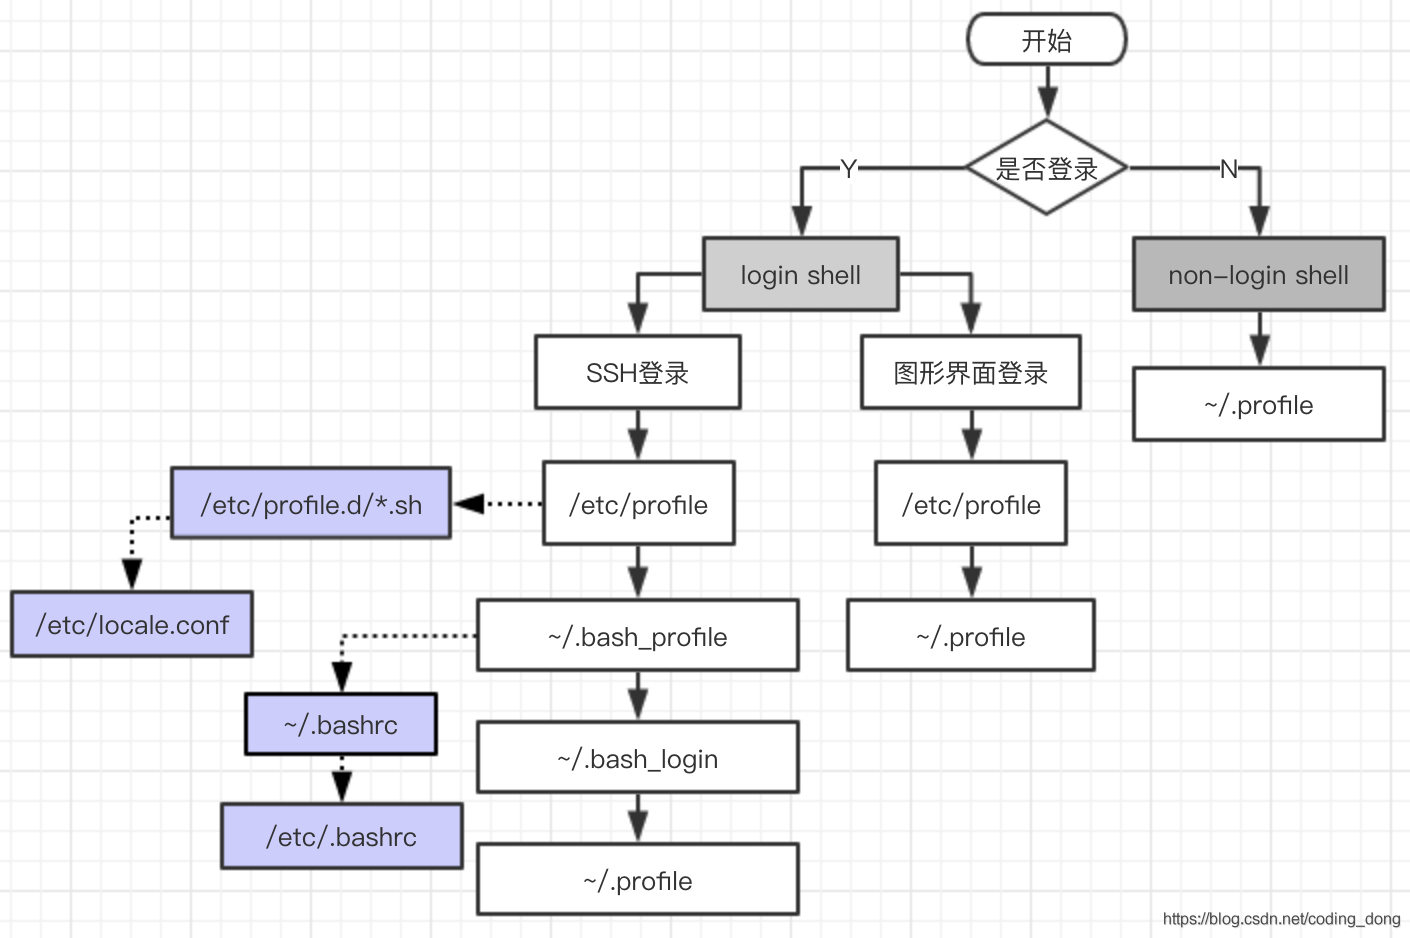 开始
是否登录
Y
N
login shell
non-login shell
SSH登录
图形界面登录
~/.profile
/etc/profile.d/*.sh
/etc/profile
/etc/profile
/etc/locale.conf
~/.bash_profile
~/.profile
~/.bashrc
~/.bash_login
/etc/.bashrc
~/.profile
https://blog.csdn.net/coding_dong